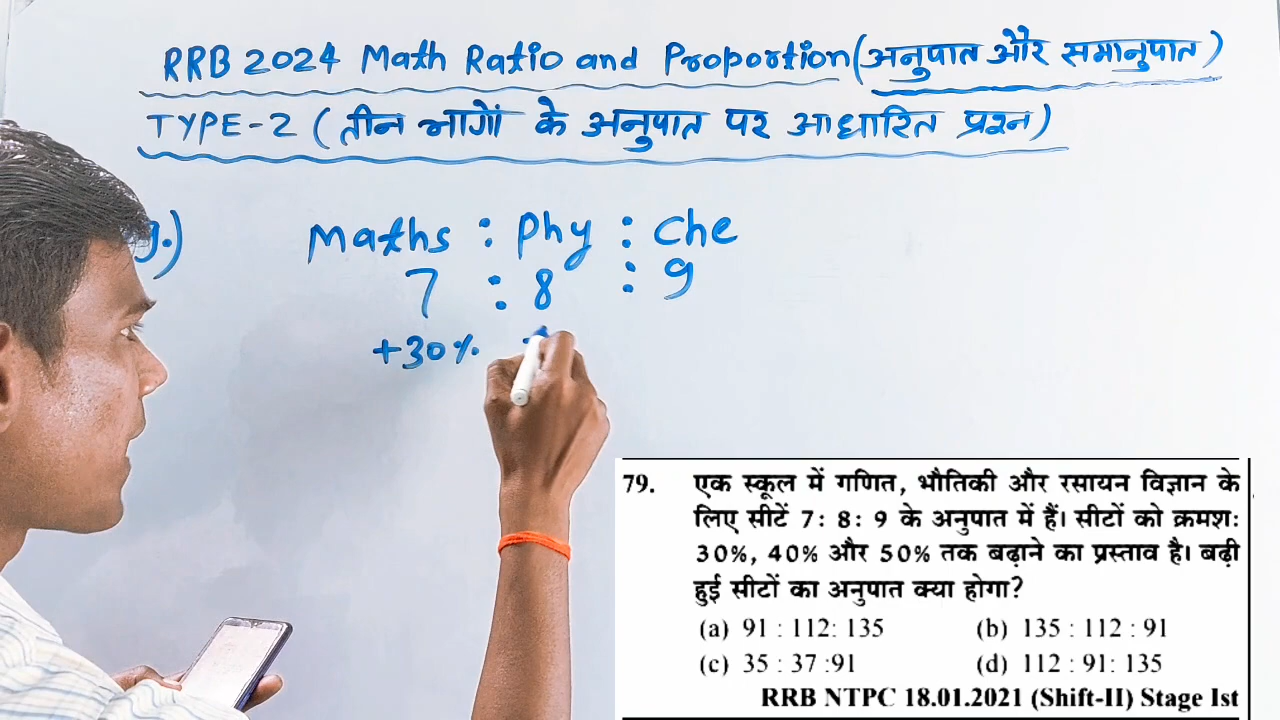 RRB 2024 Math Ratio and Proportion (अनुपात और समानुपात)
TYPE-2 (तीन भागों के अनुपात पर आधारित प्रश्न)
Maths : Phy : Che
7 : 8 : 9
+30%
79. एक स्कूल में गणित, भौतिकी और रसायन विज्ञान के
लिए सीटें 7: 8: 9 के अनुपात में हैं। सीटों को क्रमशः
30%, 40% और 50% तक बढ़ाने का प्रस्ताव है। बढ़ी
हुई सीटों का अनुपात क्या होगा?
(a) 91 : 112: 135 (b) 135 : 112 : 91
(c) 35 : 37 :91 (d) 112 : 91: 135
RRB NTPC 18.01.2021 (Shift-II) Stage Ist